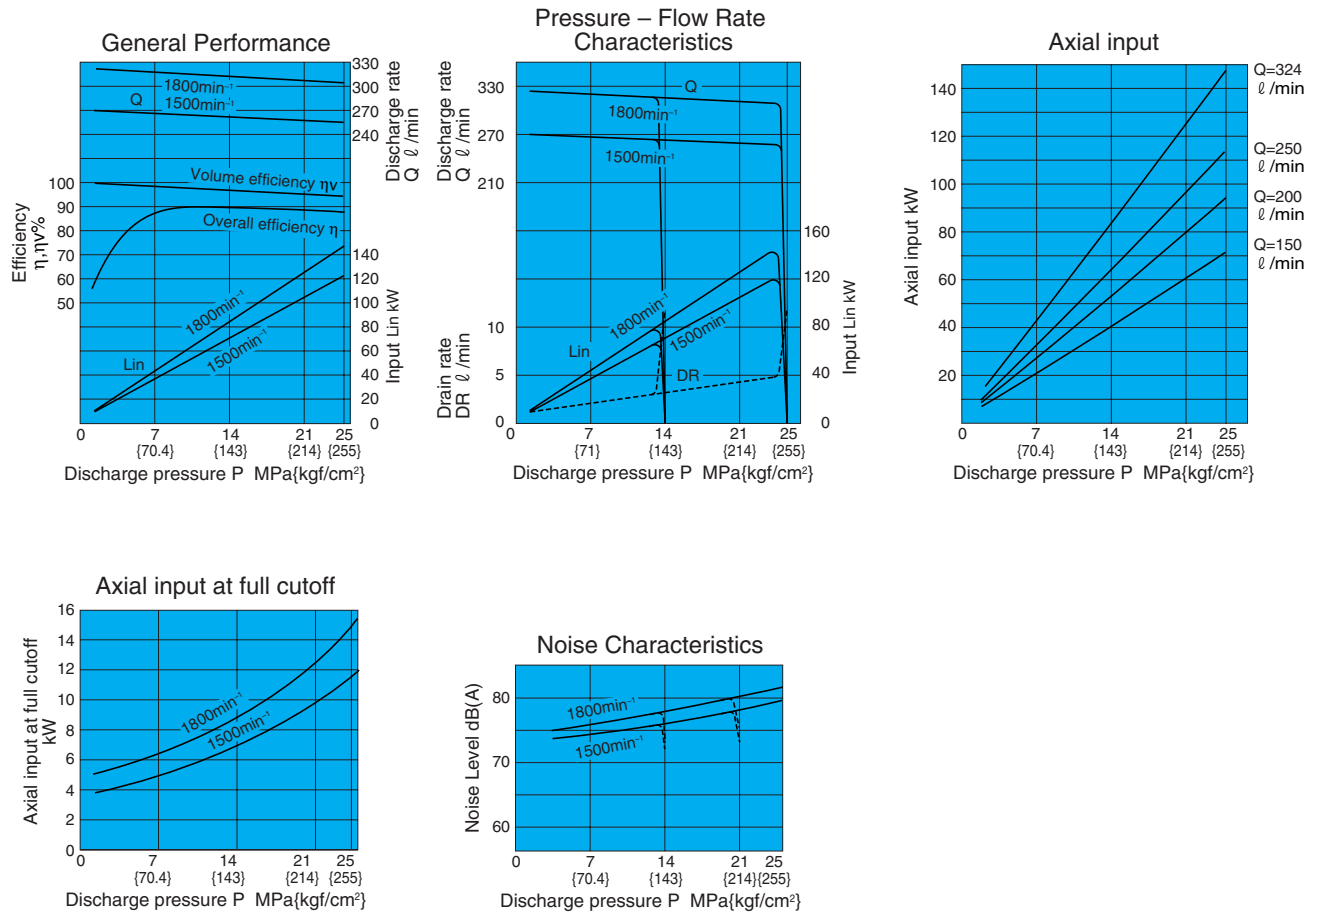 General Performance
330
300
270
240
Discharge rate
Q ℓ /min
1800min⁻¹
Q 1500min⁻¹
Volume efficiency ηv
Overall efficiency η
100
90
80
70
60
50
Efficiency
η,ηv%
140
120
100
80
60
40
20
0
Input Lin kW
1800min⁻¹
1500min⁻¹
Lin
0 7 14 25
{70.4} {143} {214} {255}
Discharge pressure P MPa{kgf/cm²}
Pressure – Flow Rate
Characteristics
Discharge rate
Q ℓ /min
330
270
210
Q
1800min⁻¹
1500min⁻¹
160
120
80
40
0
Input Lin kW
Drain rate
DR ℓ /min
10
5
0
1800min⁻¹
1500min⁻¹
Lin
DR
0 7 14 21 25
{71} {143} {214} {255}
Discharge pressure P MPa{kgf/cm²}
Axial input
Axial input kW
140
120
100
80
60
40
20
Q=324
ℓ /min
Q=250
ℓ /min
Q=200
ℓ /min
Q=150
ℓ /min
0 7 14 21 25
{70.4} {143} {214} {255}
Discharge pressure P MPa{kgf/cm²}
Axial input at full cutoff
Axial input at full cutoff
kW
16
14
12
10
8
6
4
2
0
1800min⁻¹
1500min⁻¹
0 7 14 21 25
{70.4} {143} {214} {255}
Discharge pressure P MPa{kgf/cm²}
Noise Characteristics
Noise Level dB(A)
80
70
60
1800min⁻¹
1500min⁻¹
0 7 14 21 25
{70.4} {143} {214}{255}
Discharge pressure P MPa{kgf/cm²}